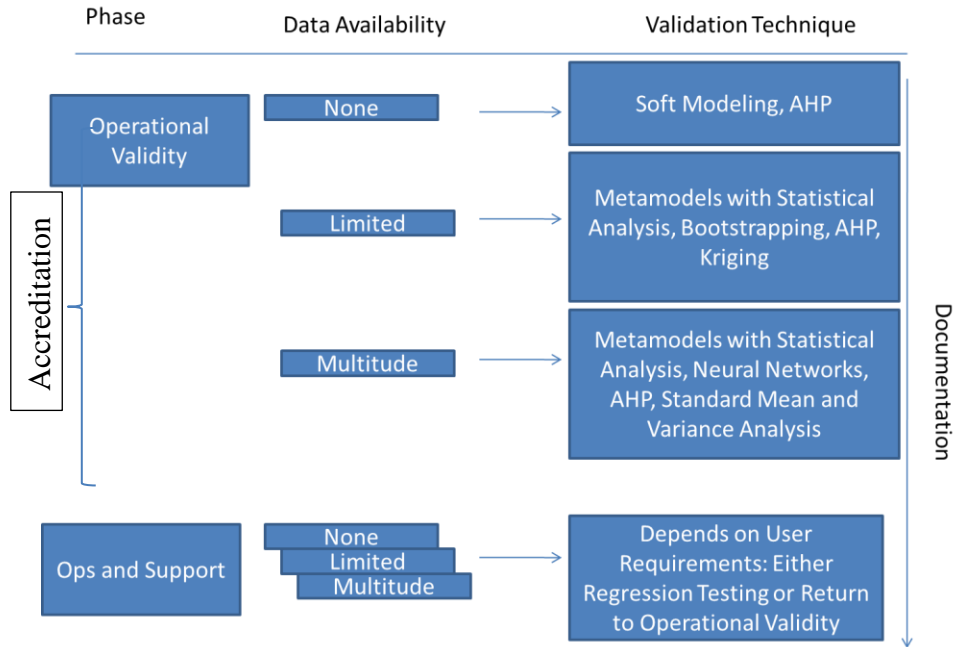 Phase
Data Availability
Validation Technique
Accreditation
Operational
Validity
None
Soft Modeling, AHP
Limited
Metamodels with Statistical
Analysis, Bootstrapping, AHP,
Kriging
Multitude
Metamodels with Statistical
Analysis, Neural Networks,
AHP, Standard Mean and
Variance Analysis
Documentation
Ops and Support
None
Limited
Multitude
Depends on User
Requirements: Either
Regression Testing or Return
to Operational Validity